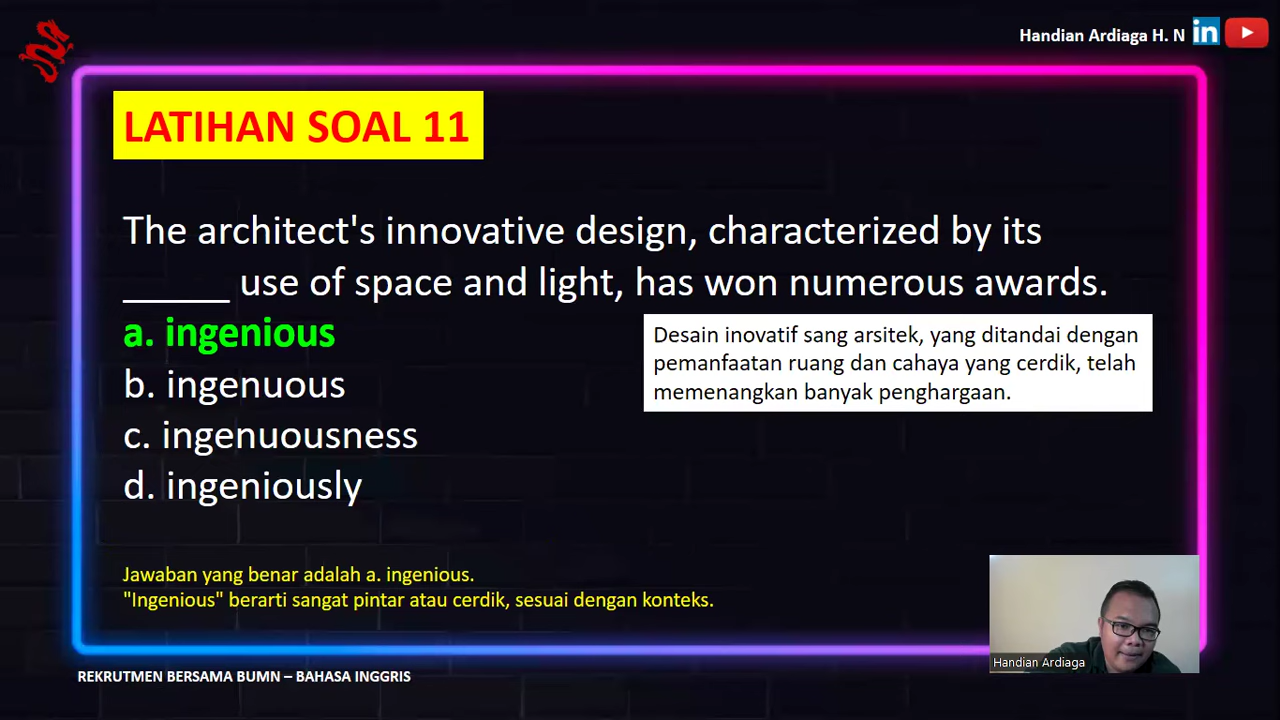 Handian Ardiaga H. N in
LATIHAN SOAL 11
The architect's innovative design, characterized by its
_____ use of space and light, has won numerous awards.
a. ingenious
b. ingenuous
c. ingenuousness
d. ingeniously
Desain inovatif sang arsitek, yang ditandai dengan
pemanfaatan ruang dan cahaya yang cerdik, telah
memenangkan banyak penghargaan.
Jawaban yang benar adalah a. ingenious.
"Ingenious" berarti sangat pintar atau cerdik, sesuai dengan konteks.
Handian Ardiaga
REKRUTMEN BERSAMA BUMN – BAHASA INGGRIS